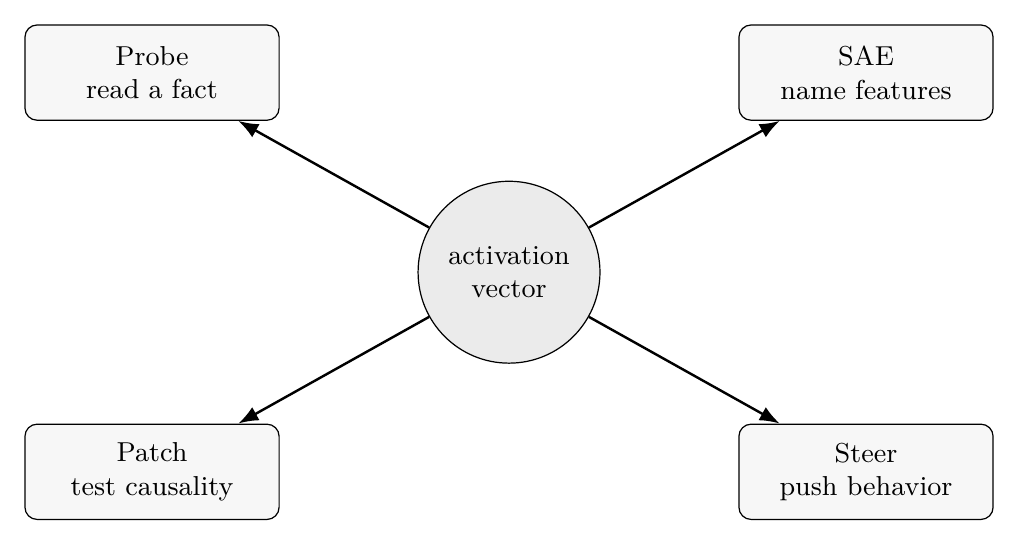 Probe
read a fact
SAE
name features
activation
vector
Patch
test causality
Steer
push behavior